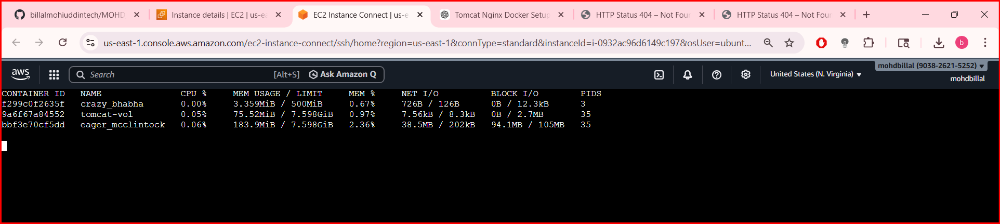 billalmohiuddintech/MOHD
Instance details | EC2 | us-ea
EC2 Instance Connect | us-e
Tomcat Nginx Docker Setup
HTTP Status 404 – Not Foun
HTTP Status 404 – Not Foun
us-east-1.console.aws.amazon.com/ec2-instance-connect/ssh/home?region=us-east-1&connType=standard&instanceId=i-0932ac96d6149c197&osUser=ubunt...
b
aws
Search [Alt+S] Ask Amazon Q
United States (N. Virginia)
mohdbillal (9038-2621-5252)
mohdbillal
CONTAINER ID NAME CPU % MEM USAGE / LIMIT MEM % NET I/O BLOCK I/O PIDS
f299c0f2635f crazy_bhabha 0.00% 3.359MiB / 500MiB 0.67% 726B / 126B 0B / 12.3kB 3
9a6f67a84552 tomcat-vol 0.05% 75.52MiB / 7.598GiB 0.97% 7.56kB / 8.3kB 0B / 2.7MB 35
bbf3e70cf5dd eager_mcclintock 0.06% 183.9MiB / 7.598GiB 2.36% 38.5MB / 202kB 94.1MB / 105MB 35